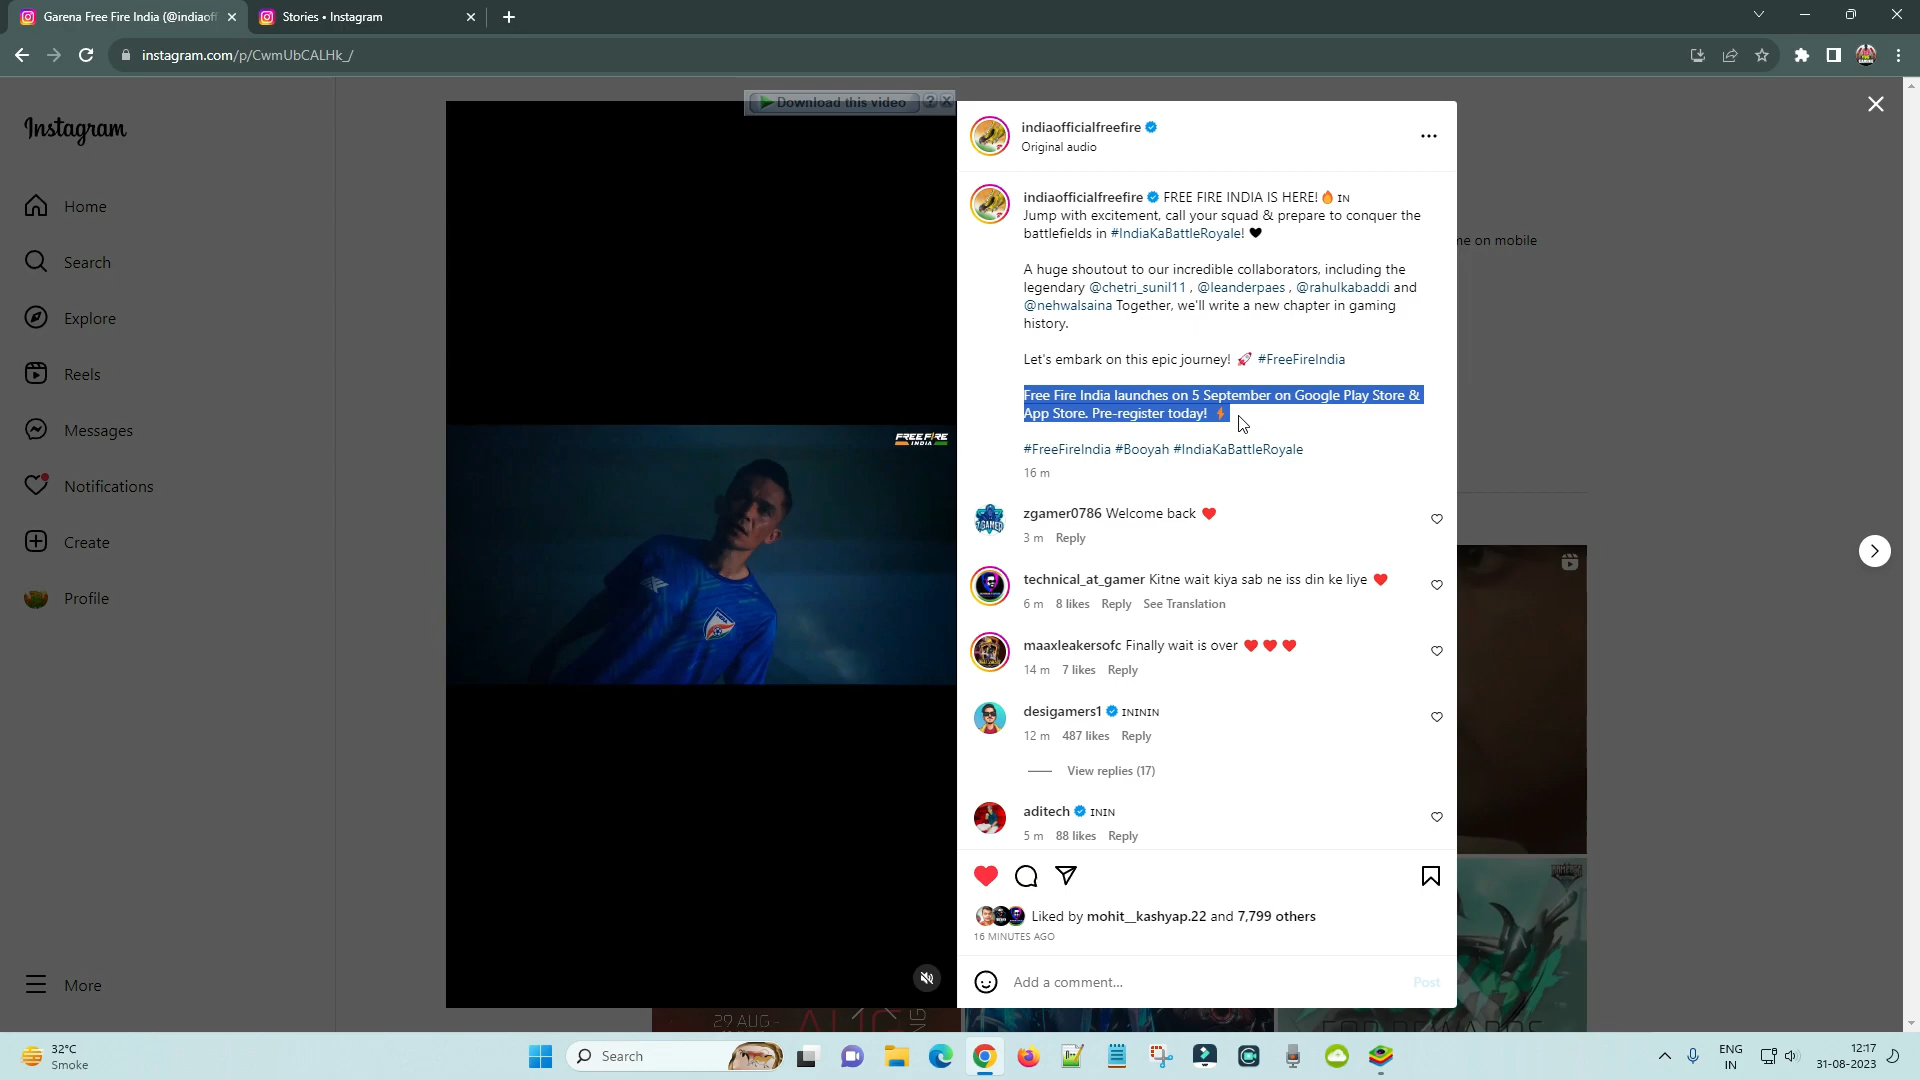 Garena Free Fire India (@indiaoff
Stories • Instagram
instagram.com/p/CwmUbCALHk_/
Download this video
Instagram
Home
Search
Explore
Reels
Messages
Notifications
Create
Profile
More
FREE FIRE
INDIA
indiaofficialfreefire
Original audio
indiaofficialfreefire FREE FIRE INDIA IS HERE!🔥 IN
Jump with excitement, call your squad & prepare to conquer the
battlefields in #IndiaKaBattleRoyale! 🖤
A huge shoutout to our incredible collaborators, including the
legendary @chetri_sunil11 , @leanderpaes , @rahulkabaddi and
@nehwalsaina Together, we'll write a new chapter in gaming
history.
Let's embark on this epic journey! 🚀 #FreeFireIndia
Free Fire India launches on 5 September on Google Play Store &
App Store. Pre-register today! ⚡
#FreeFireIndia #Booyah #IndiaKaBattleRoyale
16 m
zgamer0786 Welcome back ❤️
3 m Reply
technical_at_gamer Kitne wait kiya sab ne iss din ke liye ❤️
6 m 8 likes Reply See Translation
maaxleakersofc Finally wait is over ❤️ ❤️ ❤️
14 m 7 likes Reply
desigamers1 ININ​IN
12 m 487 likes Reply
View replies (17)
aditech ININ
5 m 88 likes Reply
Liked by mohit__kashyap.22 and 7,799 others
16 MINUTES AGO
Add a comment...
Post
me on mobile
29 AUG -
AUG
FOR REWARDS
32°C
Smoke
Search
ENG
IN
12:17
31-08-2023